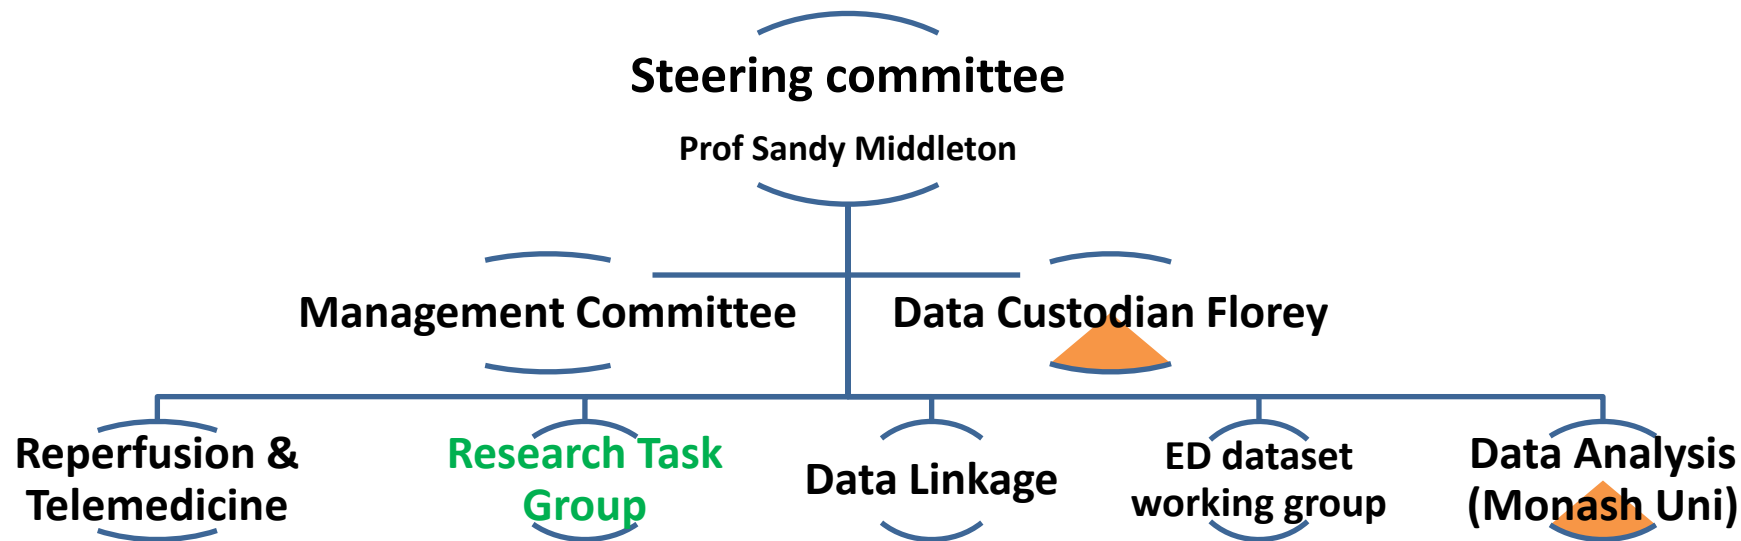 Steering committee
Prof Sandy Middleton
Management Committee
Data Custodian Florey
Reperfusion &
Telemedicine
Research Task
Group
Data Linkage
ED dataset
working group
Data Analysis
(Monash Uni)